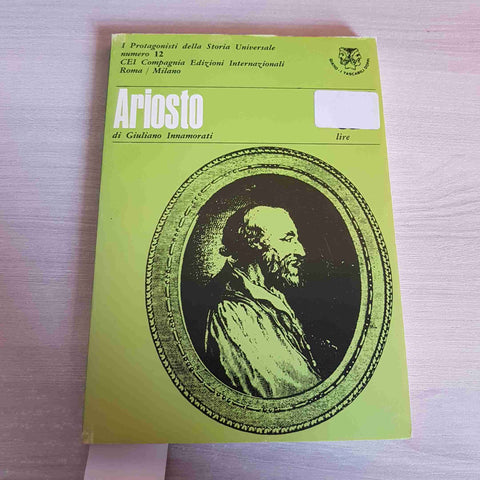 I Protagonisti della Storia Universale
numero 12
CEI Compagnia Edizioni Internazionali
Roma / Milano
Ariosto
di Giuliano Innamorati
lire